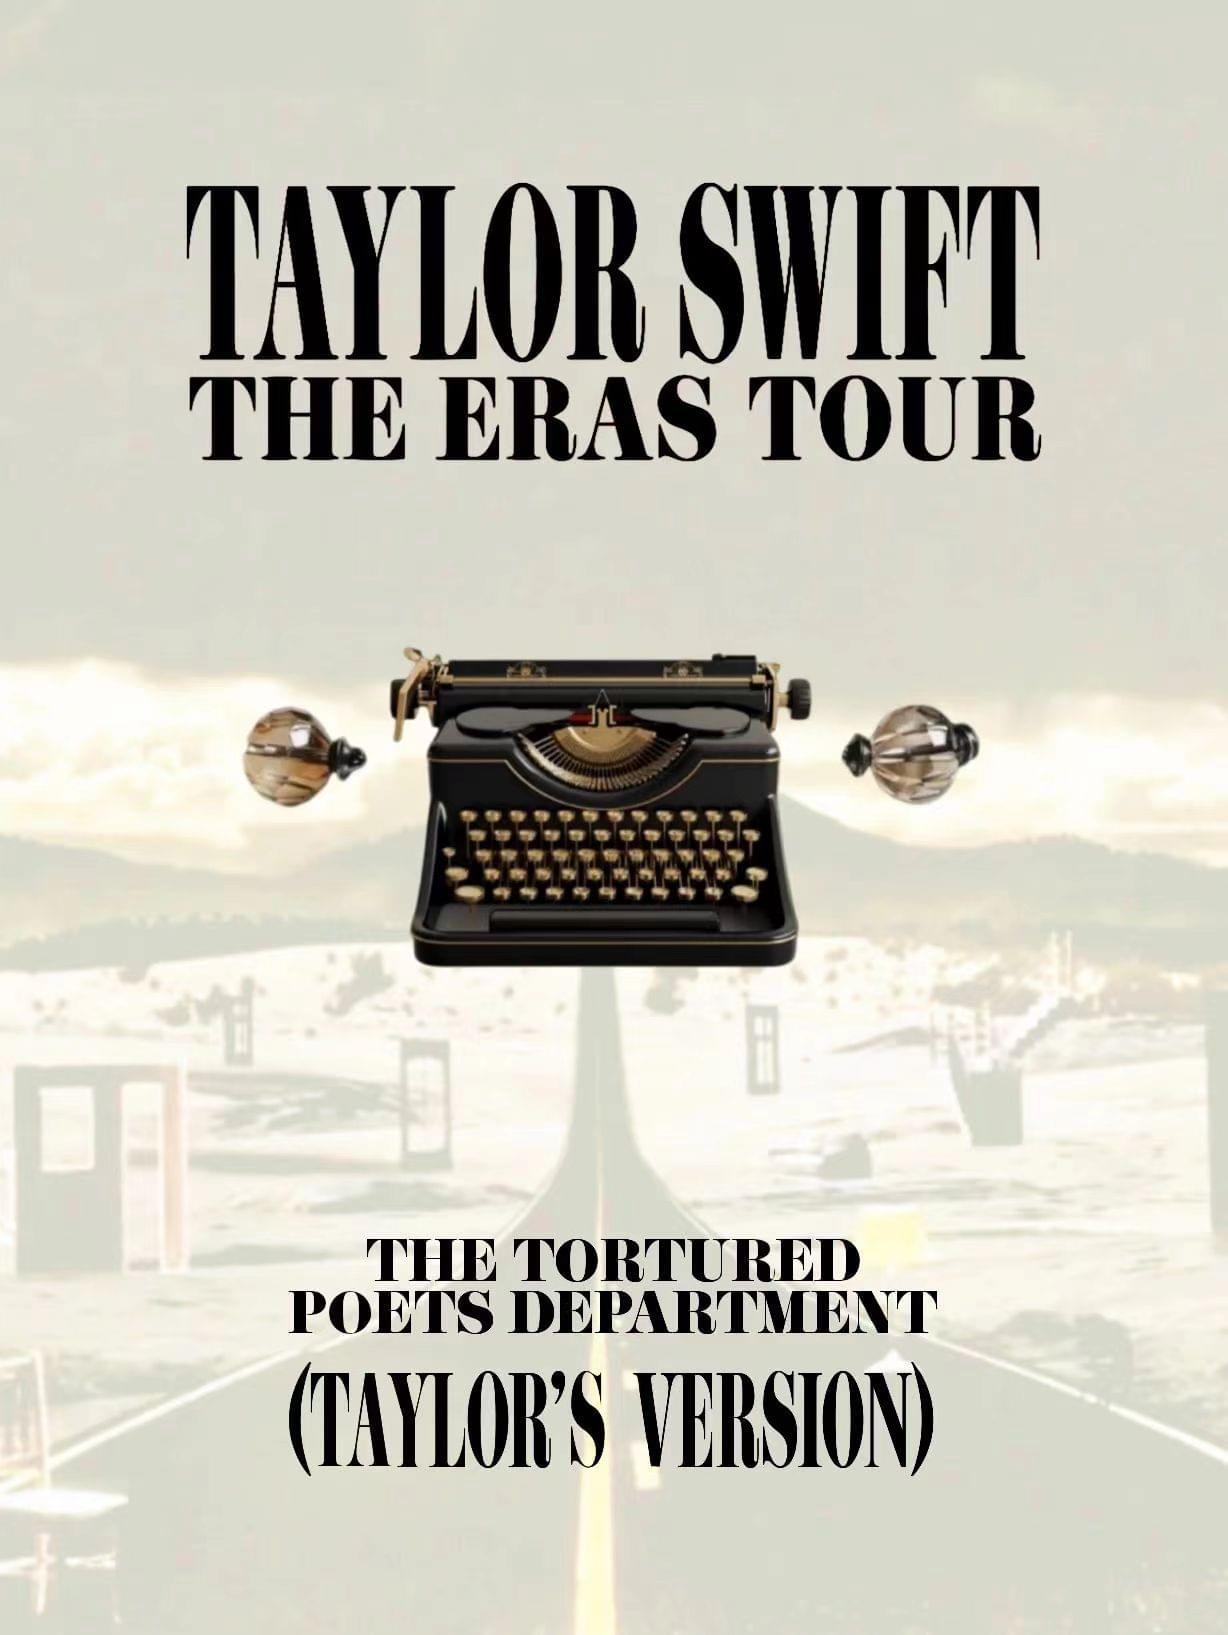 TAYLOR SWIFT
THE ERAS TOUR
THE TORTURED
POETS DEPARTMENT
(TAYLOR'S VERSION)